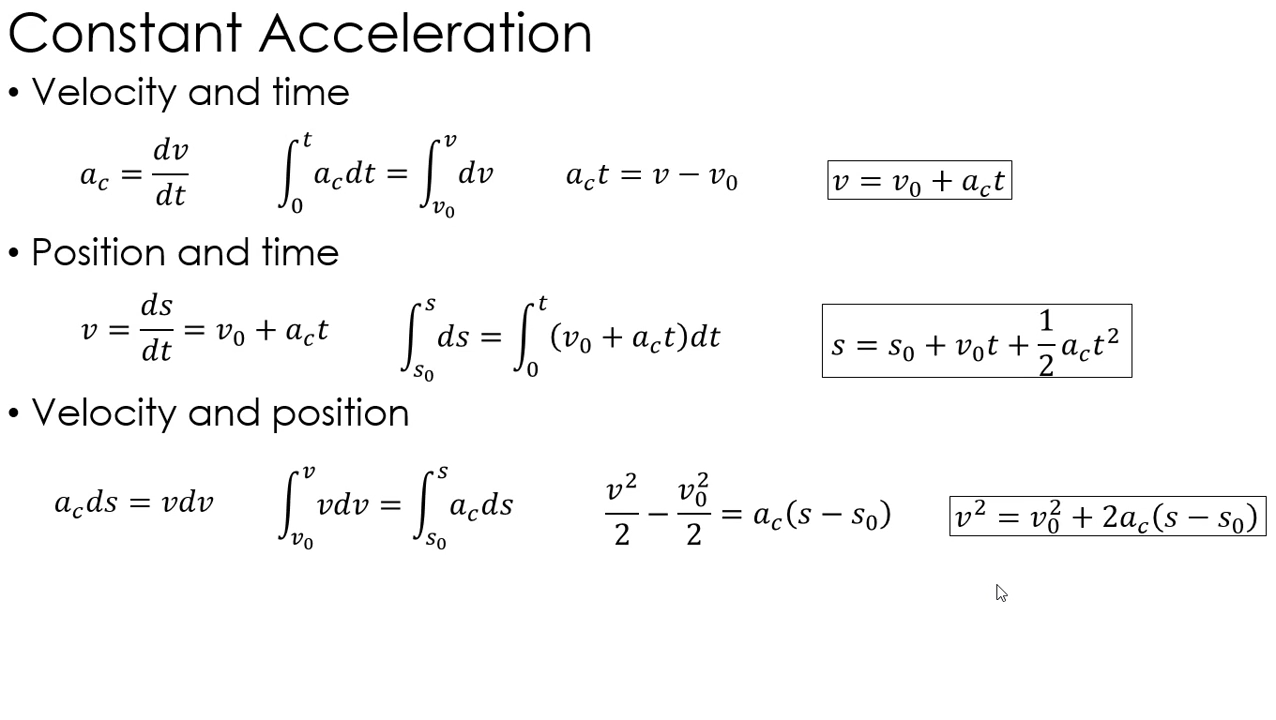 Constant Acceleration
• Velocity and time
a_c = dv/dt    ∫_0^t a_c dt = ∫_{v_0}^v dv    a_c t = v − v_0    v = v_0 + a_c t
• Position and time
v = ds/dt = v_0 + a_c t    ∫_{s_0}^s ds = ∫_0^t (v_0 + a_c t)dt    s = s_0 + v_0 t + 1/2 a_c t^2
• Velocity and position
a_c ds = vdv    ∫_{v_0}^v vdv = ∫_{s_0}^s a_c ds    v^2/2 − v_0^2/2 = a_c(s − s_0)    v^2 = v_0^2 + 2a_c(s − s_0)